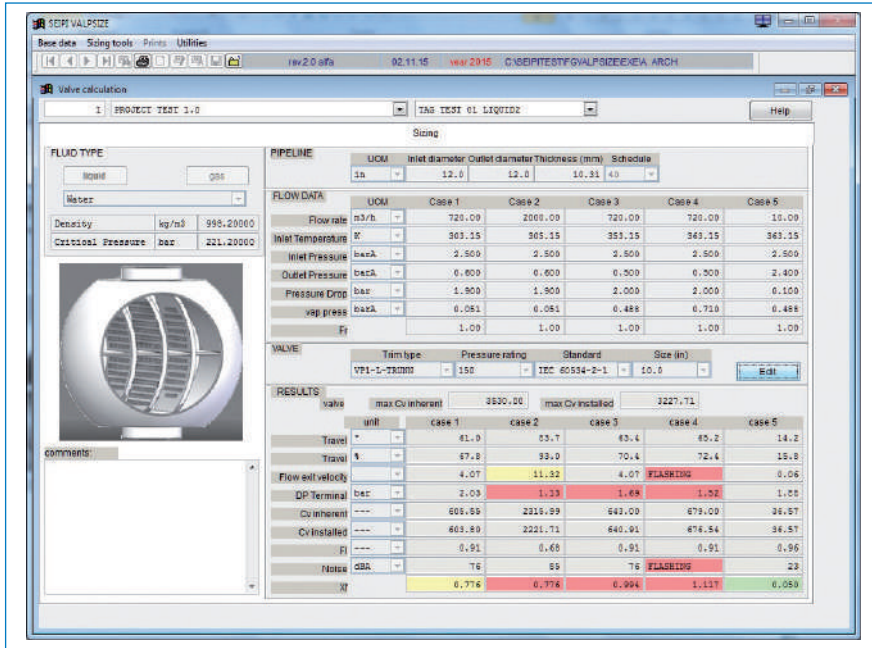 SEIPI VALPSIZE
Base data Sizing tools Prints Utilities
rev2.0 alfa 02.11.15 year 2015 C:\SEIPITEST\FGVALPSIZE\EXE\A_ARCH
Valve calculation
1 PROJECT TEST 1.0 TAG TEST 01 LIQUID2 Help
Sizing
FLUID TYPE
liquid gas
Water
Density kg/m3 998.20000
Critical Pressure bar 221.20000
comments:
PIPELINE
UOM Inlet diameter Outlet diameter Thickness (mm) Schedule
in 12.0 12.0 10.31 40
FLOW DATA
UOM Case 1 Case 2 Case 3 Case 4 Case 5
Flow rate m3/h 720.00 2000.00 720.00 720.00 10.00
Inlet Temperature K 303.15 305.15 353.15 363.15 363.15
Inlet Pressure barA 2.500 2.500 2.500 2.500 2.500
Outlet Pressure barA 0.600 0.600 0.500 0.500 2.400
Pressure Drop bar 1.900 1.900 2.000 2.000 0.100
vap press barA 0.051 0.051 0.488 0.710 0.488
Fr 1.00 1.00 1.00 1.00 1.00
VALVE
Trim type Pressure rating Standard Size (in)
150 IEC 60534-2-1 10.0 Edit
RESULTS
valve max Cv inherent 3530.00 max Cv installed 3227.71
unit case 1 case 2 case 3 case 4 case 5
Travel ° 61.0 83.7 63.4 65.2 14.2
Travel % 67.8 93.0 70.4 72.4 15.8
Flow exit velocity 4.07 11.32 4.07 FLASHING 0.06
DP Terminal bar 2.03 1.13 1.69 1.52 1.88
Cv inherent --- 605.55 2315.99 643.00 679.00 36.57
Cv installed --- 603.80 2221.71 640.91 676.54 36.57
Fl --- 0.91 0.68 0.91 0.91 0.96
Noise dBA 76 85 76 FLASHING 23
Xf 0.776 0.776 0.994 1.117 0.050